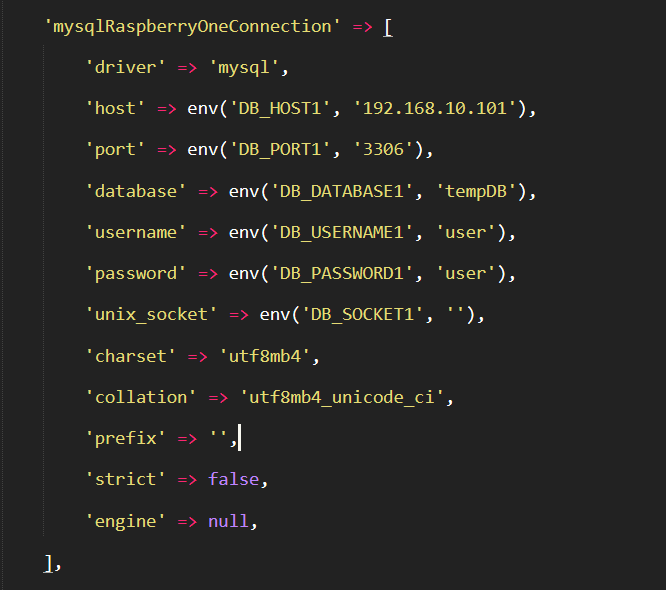 'mysqlRaspberryOneConnection' => [
'driver' => 'mysql',
'host' => env('DB_HOST1', '192.168.10.101'),
'port' => env('DB_PORT1', '3306'),
'database' => env('DB_DATABASE1', 'tempDB'),
'username' => env('DB_USERNAME1', 'user'),
'password' => env('DB_PASSWORD1', 'user'),
'unix_socket' => env('DB_SOCKET1', ''),
'charset' => 'utf8mb4',
'collation' => 'utf8mb4_unicode_ci',
'prefix' => '',
'strict' => false,
'engine' => null,
],